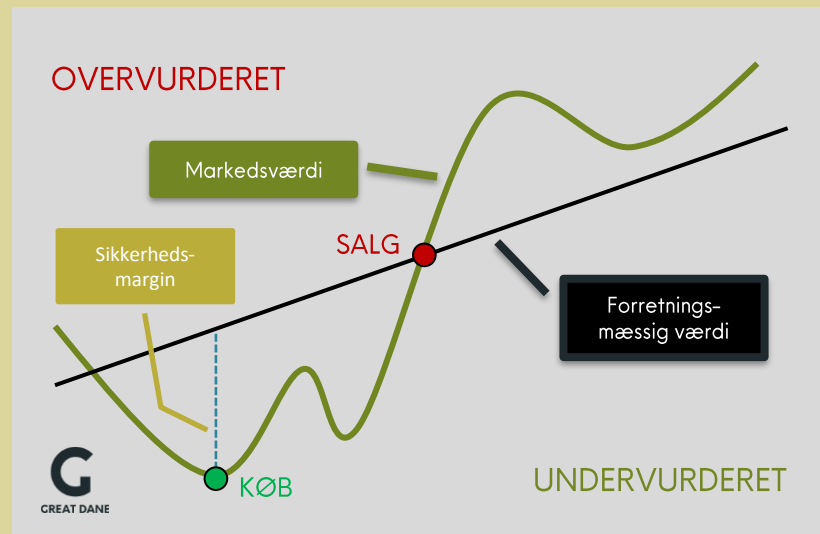 OVERVURDERET
Markedsværdi
SALG
Sikkerheds-
margin
Forretnings-
mæssig værdi
KØB
UNDERVURDERET
G
GREAT DANE